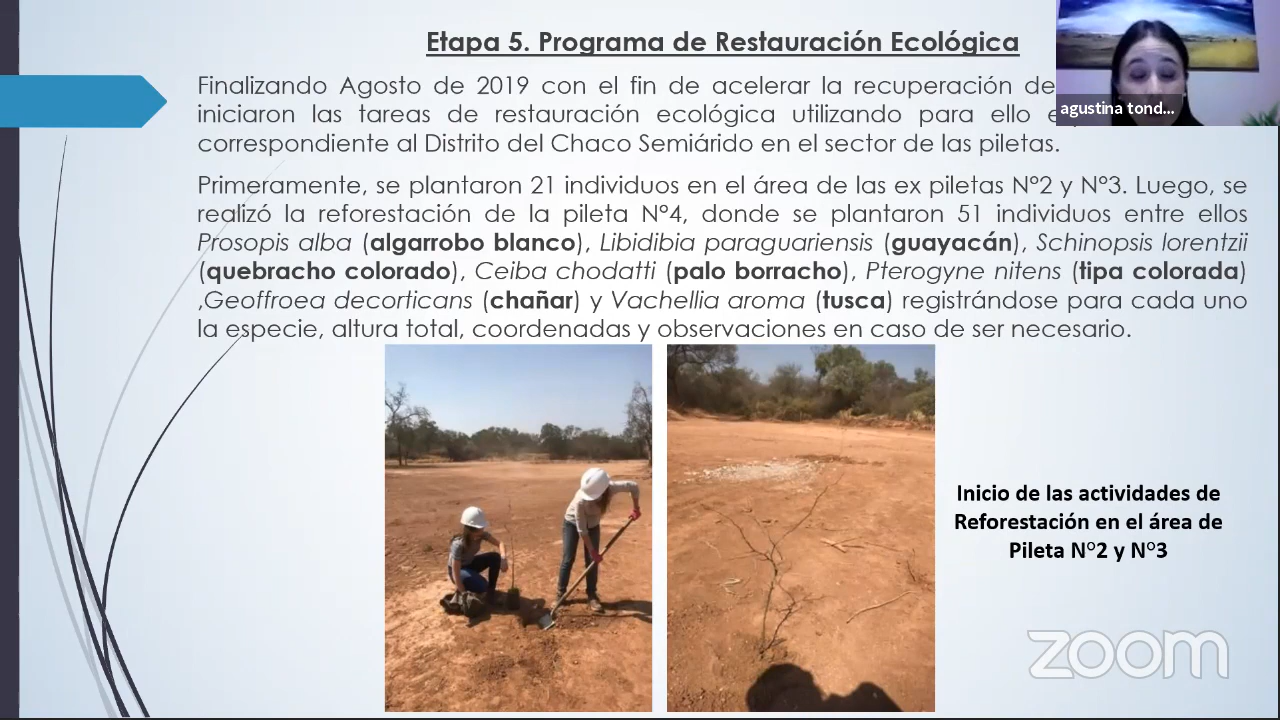 Etapa 5. Programa de Restauración Ecológica
agustina tond...
Finalizando Agosto de 2019 con el fin de acelerar la recuperación de
iniciaron las tareas de restauración ecológica utilizando para ello
correspondiente al Distrito del Chaco Semiárido en el sector de las piletas.
Primeramente, se plantaron 21 individuos en el área de las ex piletas N°2 y N°3. Luego, se
realizó la reforestación de la pileta N°4, donde se plantaron 51 individuos entre ellos
Prosopis alba (algarrobo blanco), Libidibia paraguariensis (guayacán), Schinopsis lorentzii
(quebracho colorado), Ceiba chodatti (palo borracho), Pterogyne nitens (tipa colorada)
,Geoffroea decorticans (chañar) y Vachellia aroma (tusca) registrándose para cada uno
la especie, altura total, coordenadas y observaciones en caso de ser necesario.
Inicio de las actividades de
Reforestación en el área de
Pileta N°2 y N°3
zoom